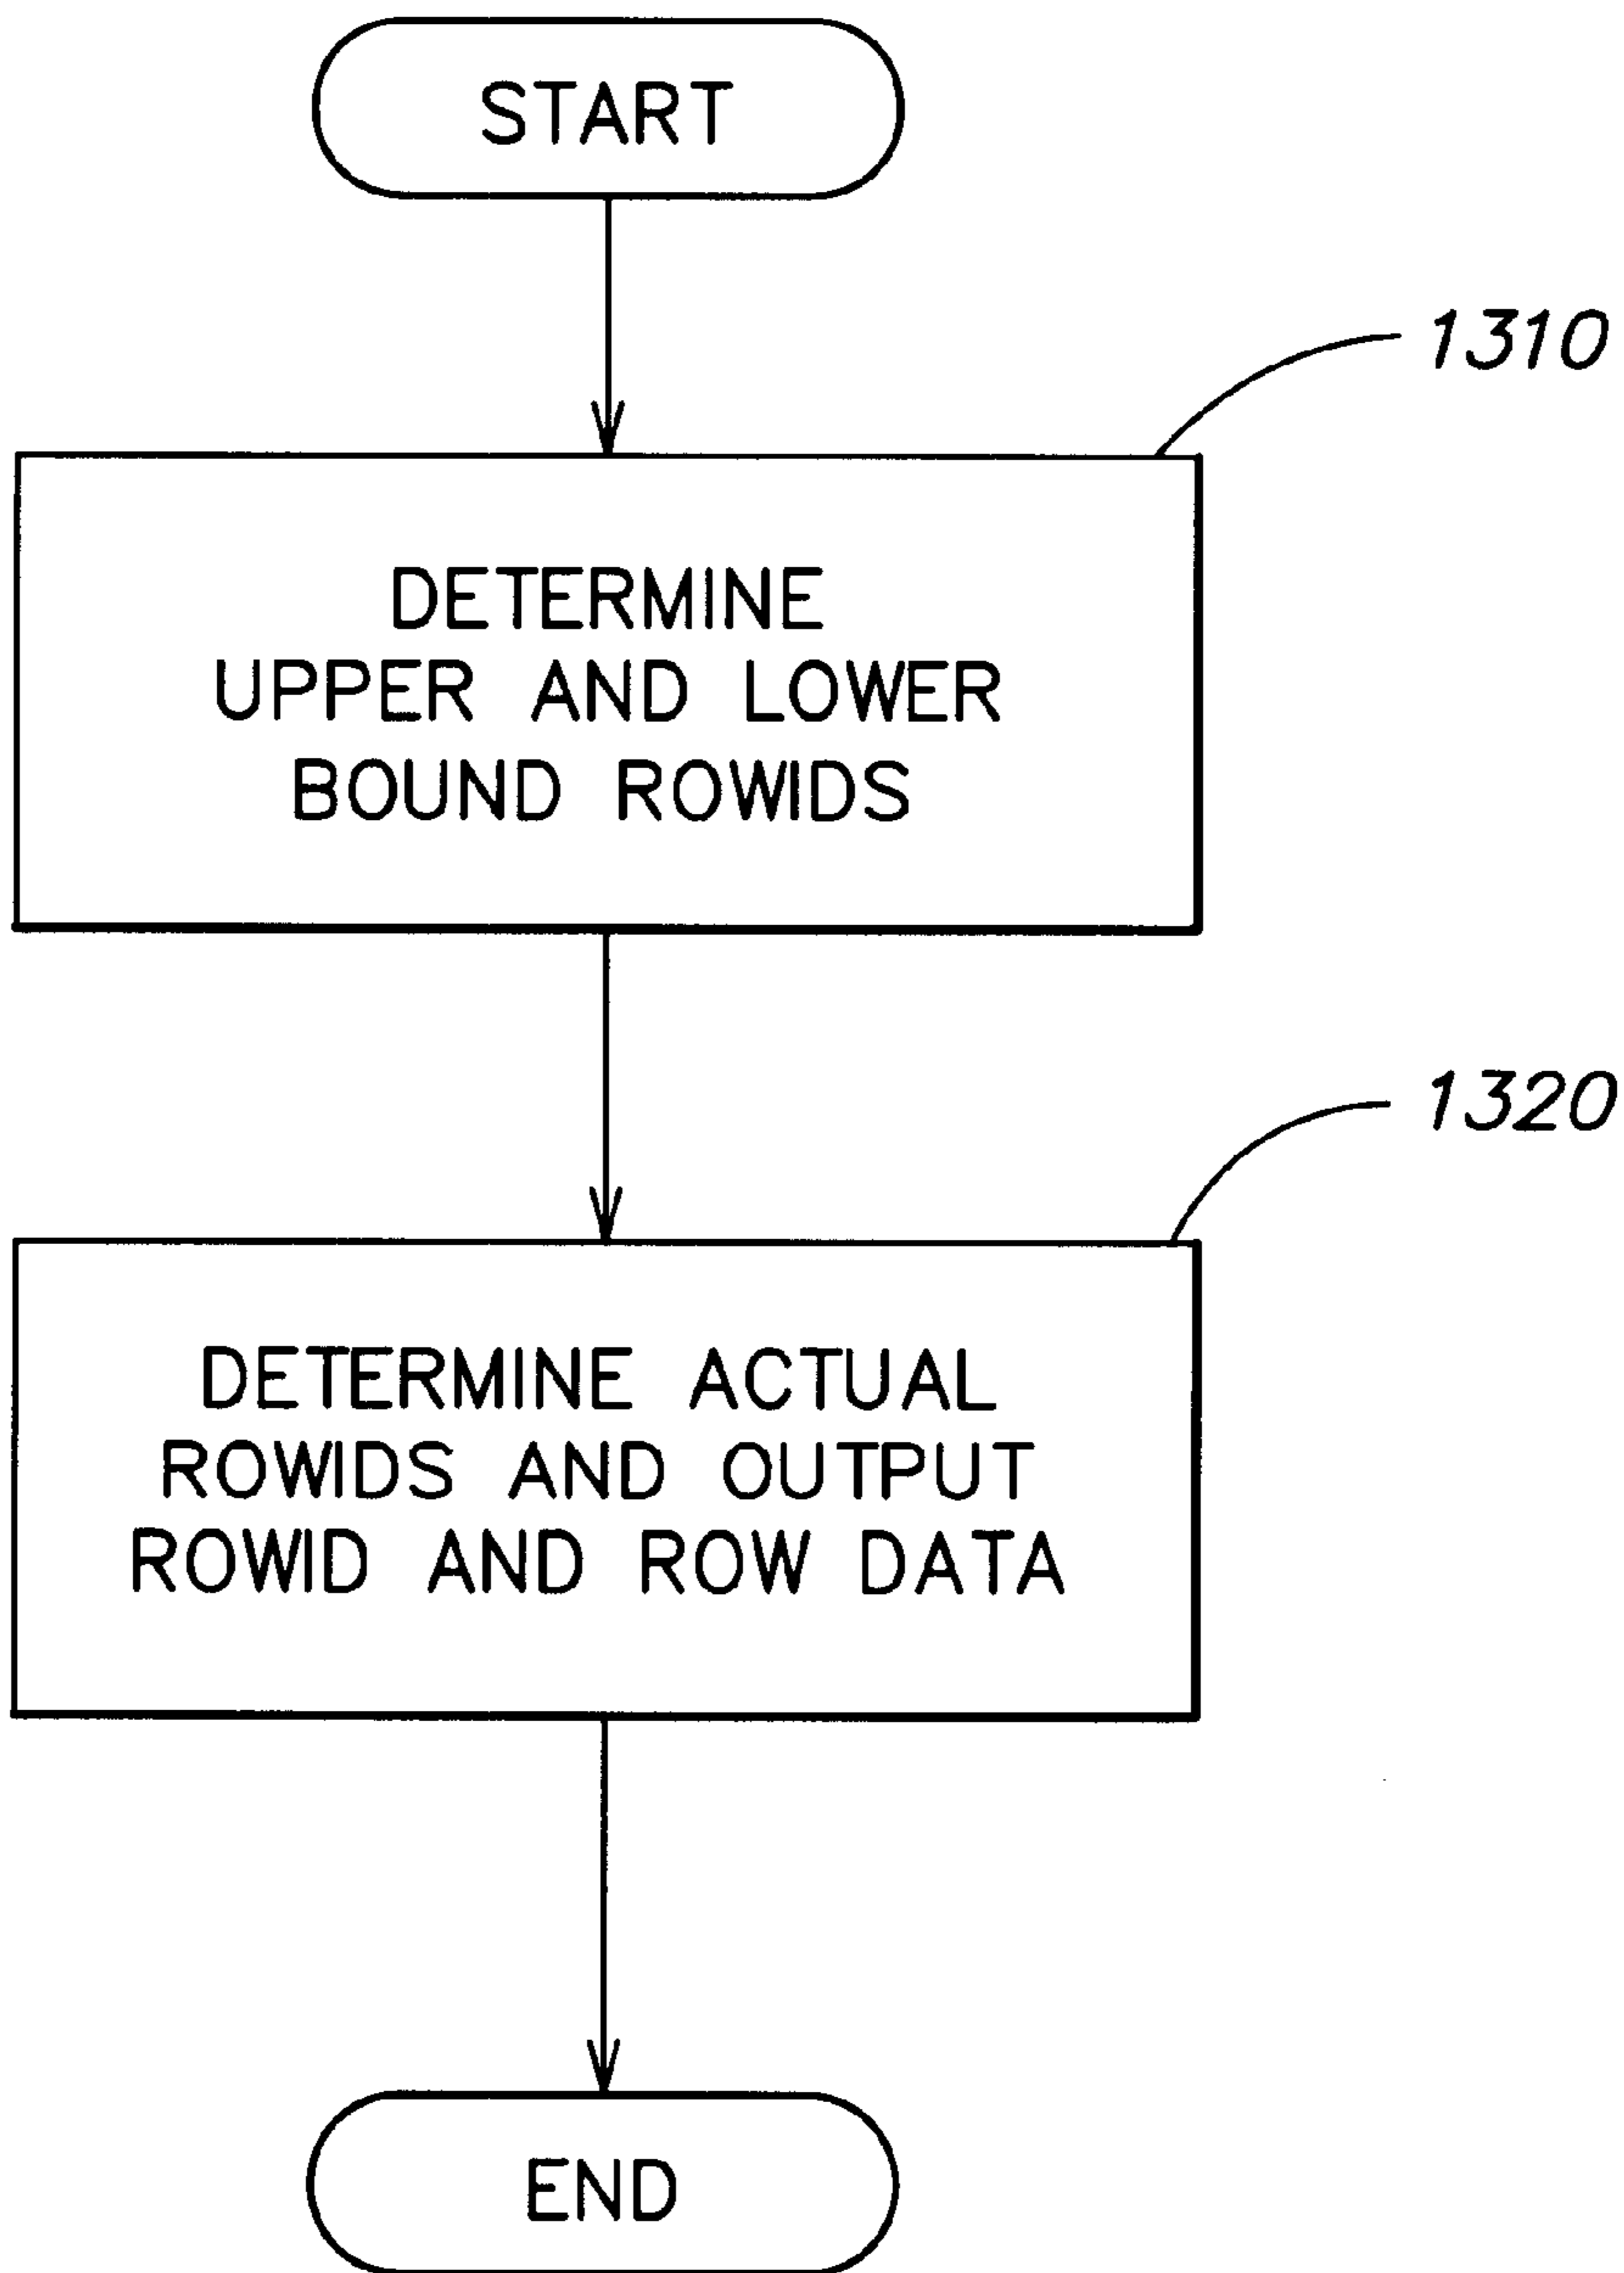 START
1310
DETERMINE
UPPER AND LOWER
BOUND ROWIDS
1320
DETERMINE ACTUAL
ROWIDS AND OUTPUT
ROWID AND ROW DATA
END